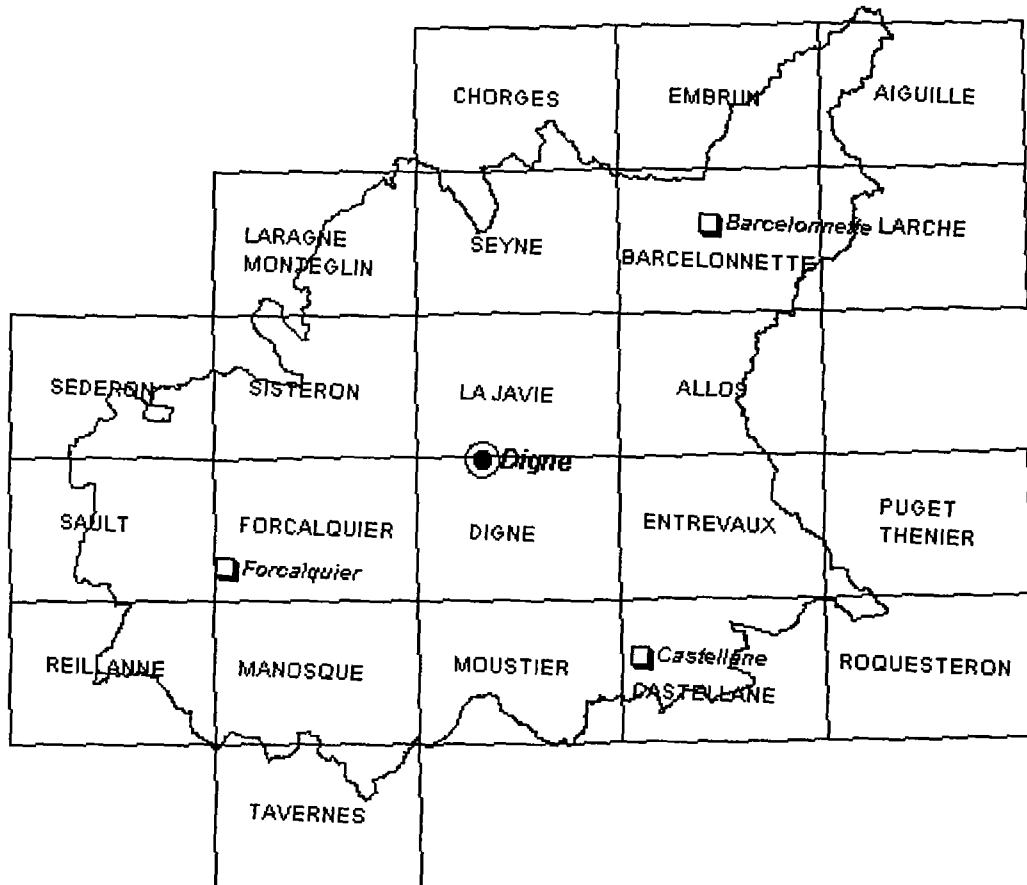 CHORGES
EMBRUN
AIGUILLE
LARAGNE
MONTEGLIN
SEYNE
Barcelonnette
LARCHE
BARCELONNETTE
SEDERON
SISTERON
LA JAVIE
ALLOS
Digne
SAULT
FORCALQUIER
DIGNE
ENTREVAUX
PUGET
THENIER
Forcalquier
REILLANNE
MANOSQUE
MOUSTIER
Castellane
CASTELLANE
ROQUESTERON
TAVERNES